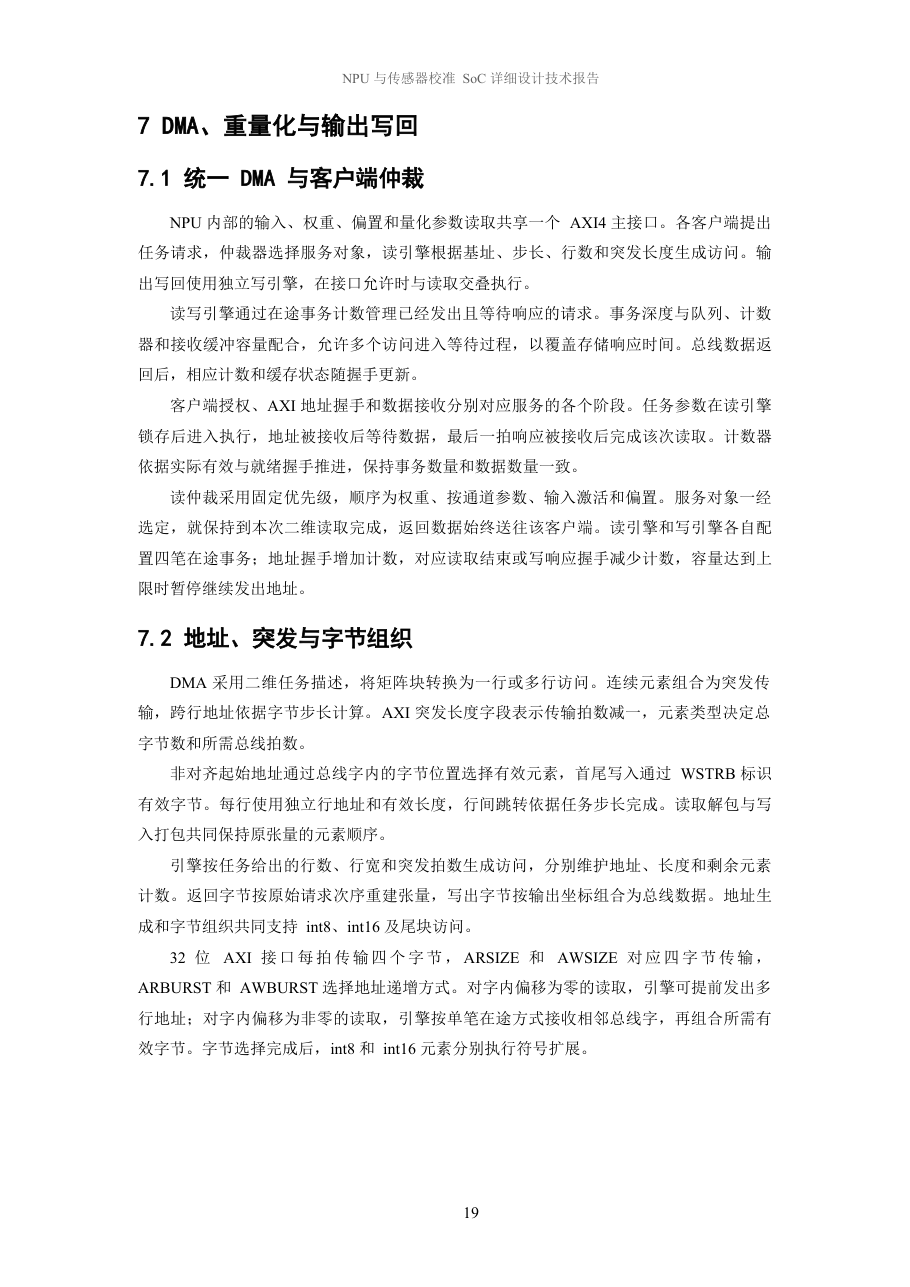 NPU 与传感器校准 SoC 详细设计技术报告
7 DMA、重量化与输出写回
7.1 统一 DMA 与客户端仲裁
NPU 内部的输入、权重、偏置和量化参数读取共享一个 AXI4 主接口。各客户端提出
任务请求，仲裁器选择服务对象，读引擎根据基址、步长、行数和突发长度生成访问。输
出写回使用独立写引擎，在接口允许时与读取交叠执行。
读写引擎通过在途事务计数管理已经发出且等待响应的请求。事务深度与队列、计数
器和接收缓冲容量配合，允许多个访问进入等待过程，以覆盖存储响应时间。总线数据返
回后，相应计数和缓存状态随握手更新。
客户端授权、AXI 地址握手和数据接收分别对应服务的各个阶段。任务参数在读引擎
锁存后进入执行，地址被接收后等待数据，最后一拍响应被接收后完成该次读取。计数器
依据实际有效与就绪握手推进，保持事务数量和数据数量一致。
读仲裁采用固定优先级，顺序为权重、按通道参数、输入激活和偏置。服务对象一经
选定，就保持到本次二维读取完成，返回数据始终送往该客户端。读引擎和写引擎各自配
置四笔在途事务；地址握手增加计数，对应读取结束或写响应握手减少计数，容量达到上
限时暂停继续发出地址。
7.2 地址、突发与字节组织
DMA 采用二维任务描述，将矩阵块转换为一行或多行访问。连续元素组合为突发传
输，跨行地址依据字节步长计算。AXI 突发长度字段表示传输拍数减一，元素类型决定总
字节数和所需总线拍数。
非对齐起始地址通过总线字内的字节位置选择有效元素，首尾写入通过 WSTRB 标识
有效字节。每行使用独立行地址和有效长度，行间跳转依据任务步长完成。读取解包与写
入打包共同保持原张量的元素顺序。
引擎按任务给出的行数、行宽和突发拍数生成访问，分别维护地址、长度和剩余元素
计数。返回字节按原始请求次序重建张量，写出字节按输出坐标组合为总线数据。地址生
成和字节组织共同支持 int8、int16 及尾块访问。
32 位 AXI 接口每拍传输四个字节，ARSIZE 和 AWSIZE 对应四字节传输，
ARBURST 和 AWBURST 选择地址递增方式。对字内偏移为零的读取，引擎可提前发出多
行地址；对字内偏移为非零的读取，引擎按单笔在途方式接收相邻总线字，再组合所需有
效字节。字节选择完成后，int8 和 int16 元素分别执行符号扩展。
19